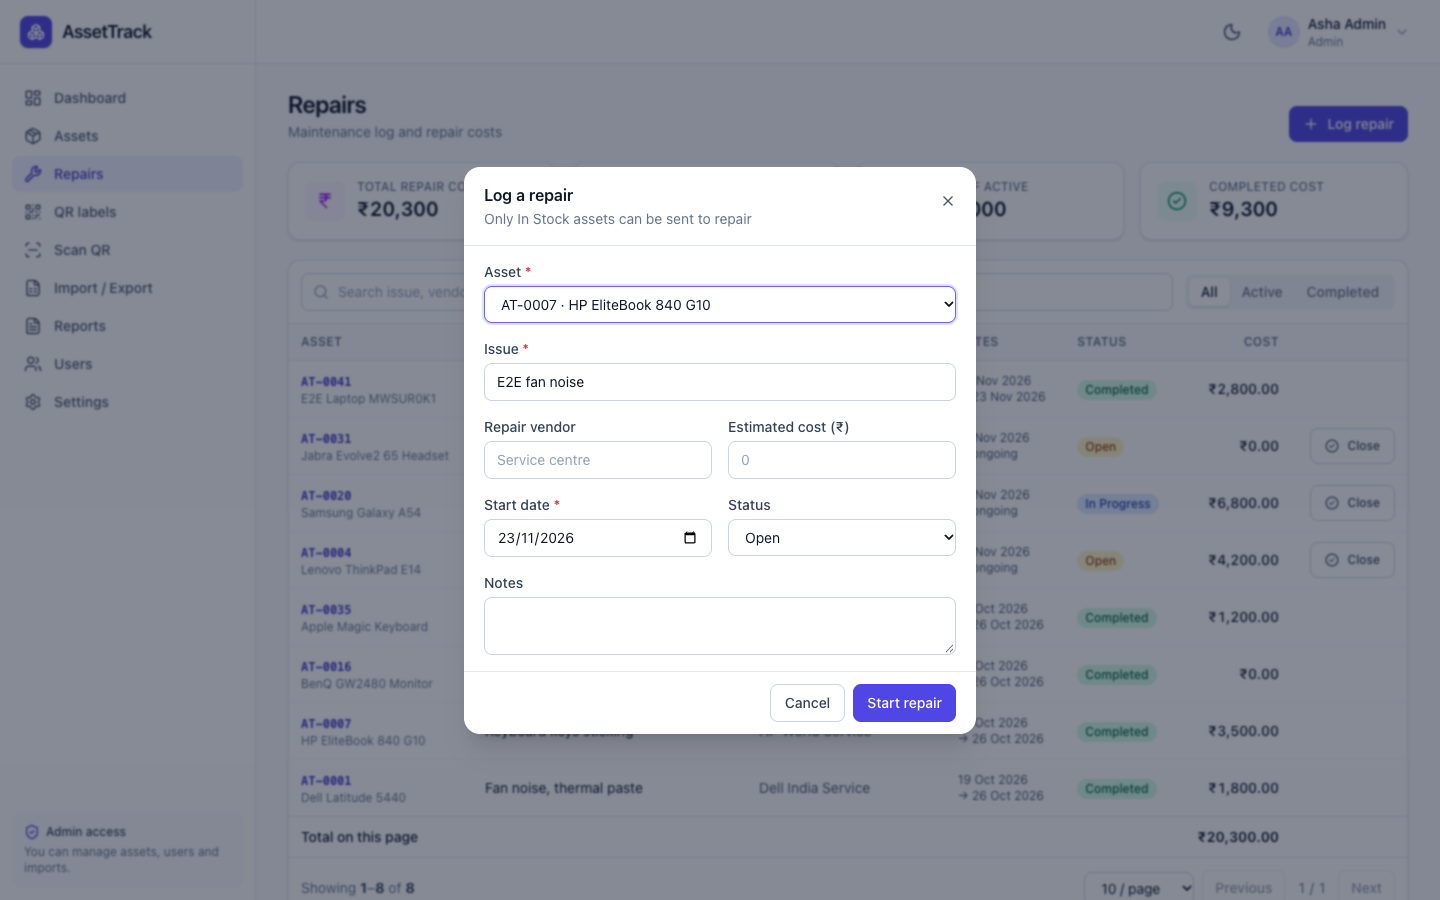 AssetTrack
AA
Asha Admin
Admin
Dashboard
Assets
Repairs
QR labels
Scan QR
Import / Export
Reports
Users
Settings
Admin access
You can manage assets, users and
imports.
Repairs
Maintenance log and repair costs
Log repair
TOTAL REPAIR CO
₹20,300
ACTIVE
COMPLETED COST
₹9,300
Search issue, vendo
All
Active
Completed
ASSET
STATUS
COST
AT-0041
E2E Laptop MWSUR0K1
Nov 2026
23 Nov 2026
Completed
₹2,800.00
AT-0031
Jabra Evolve2 65 Headset
Nov 2026
ongoing
Open
₹0.00
Close
AT-0020
Samsung Galaxy A54
Nov 2026
ongoing
In Progress
₹6,800.00
Close
AT-0004
Lenovo ThinkPad E14
Nov 2026
ongoing
Open
₹4,200.00
Close
AT-0035
Apple Magic Keyboard
Oct 2026
26 Oct 2026
Completed
₹1,200.00
AT-0016
BenQ GW2480 Monitor
Oct 2026
26 Oct 2026
Completed
₹0.00
AT-0007
HP EliteBook 840 G10
Oct 2026
→ 26 Oct 2026
Completed
₹3,500.00
AT-0001
Dell Latitude 5440
Fan noise, thermal paste
Dell India Service
19 Oct 2026
→ 26 Oct 2026
Completed
₹1,800.00
Total on this page
₹20,300.00
Showing 1–8 of 8
10 / page
Previous
1 / 1
Next
Log a repair
Only In Stock assets can be sent to repair
Asset *
AT-0007 · HP EliteBook 840 G10
Issue *
E2E fan noise
Repair vendor
Estimated cost (₹)
Service centre
0
Start date *
Status
23/11/2026
Open
Notes
Cancel
Start repair